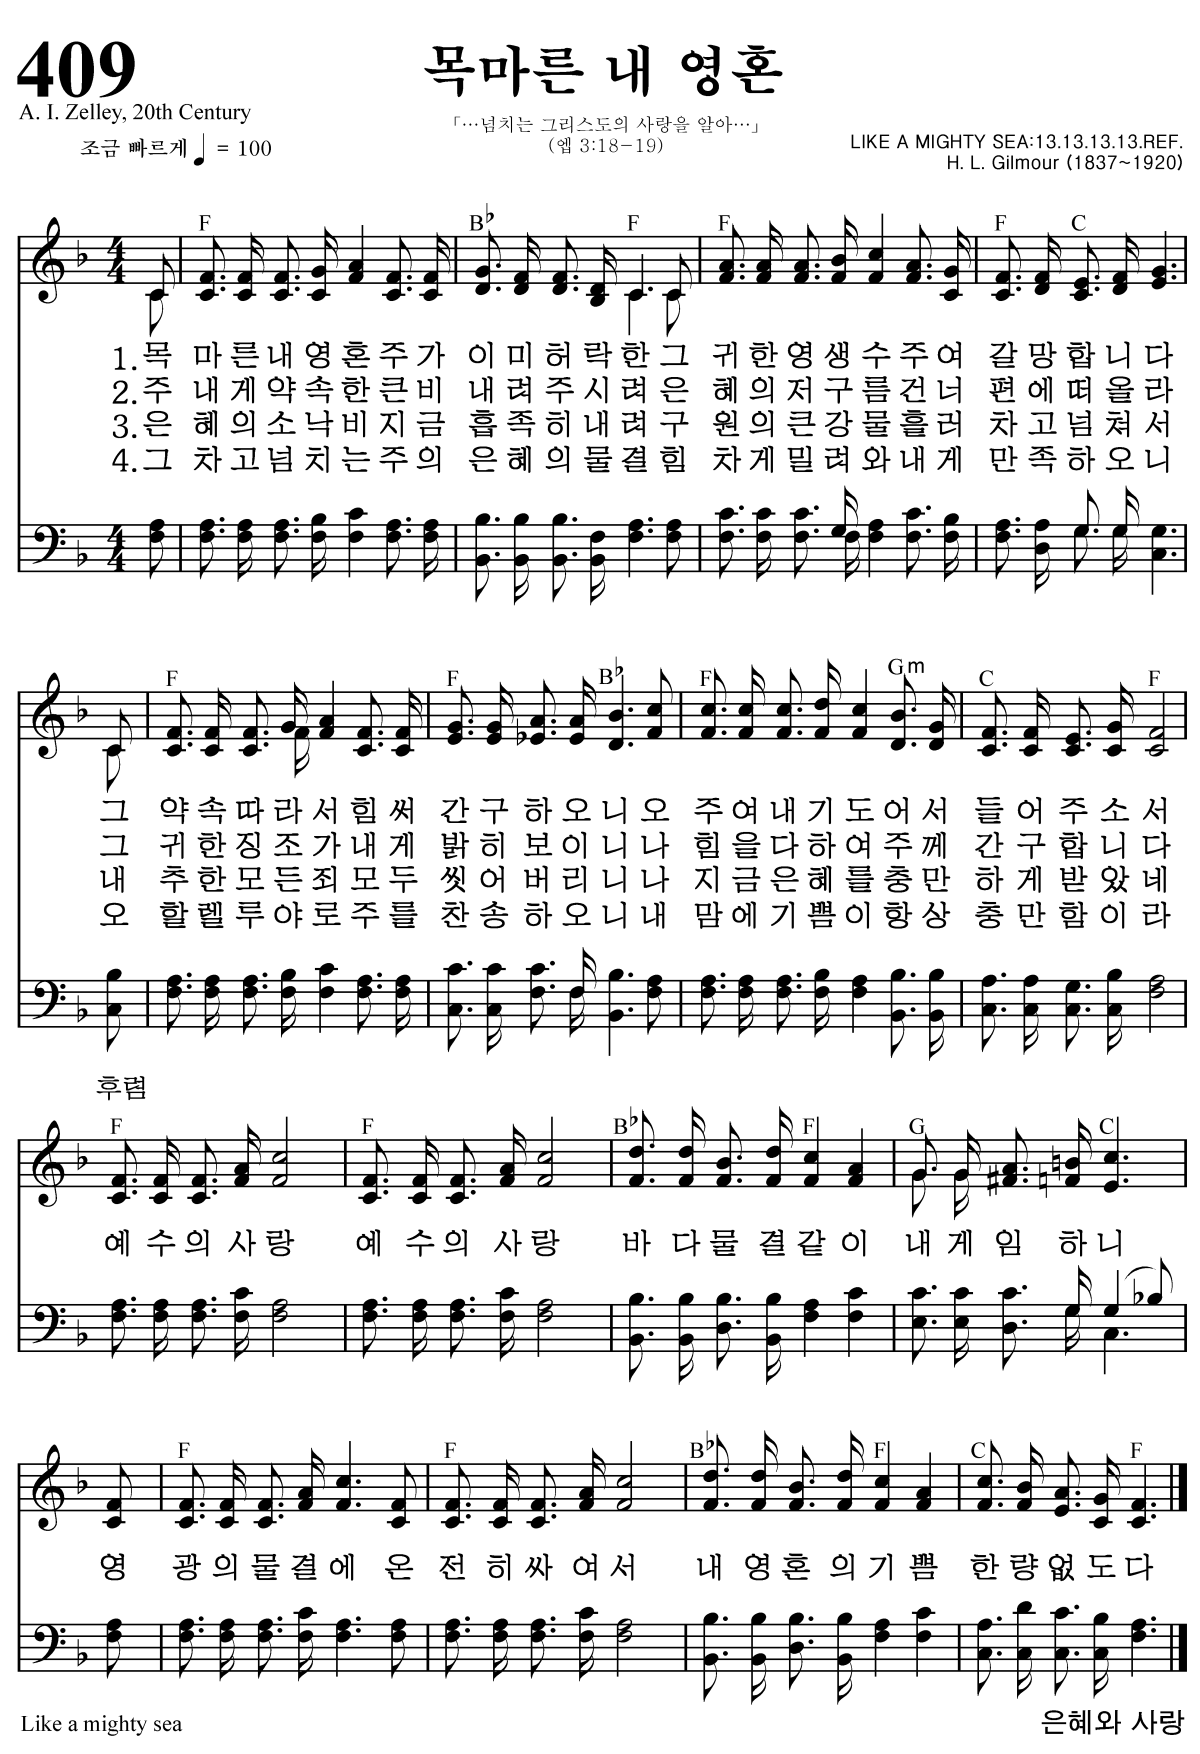 409
목마른 내 영혼
A. I. Zelley, 20th Century
「…넘치는 그리스도의 사랑을 알아…」
조금 빠르게 ♩ = 100
(엡 3:18-19)
LIKE A MIGHTY SEA:13.13.13.13.REF.
H. L. Gilmour (1837~1920)
F B♭ F F F C
1.목 마른내영혼주가 이미허락한그 귀한영생수주여 갈망합니다
2.주 내게약속한큰비 내려주시려은 혜의저구름건너 편에떠올라
3.은 혜의소낙비지금 흡족히내려구 원의큰강물흘러 차고넘쳐서
4.그 차고넘치는주의 은혜의물결힘 차게밀려와내게 만족하오니
F F B♭ F Gm C F
그 약속따라서힘써 간구하오니오 주여내기도어서 들어주소서
그 귀한징조가내게 밝히보이니나 힘을다하여주께 간구합니다
내 추한모든죄모두 씻어버리니나 지금은혜를충만 하게받았네
오 할렐루야로주를 찬송하오니내 맘에기쁨이항상 충만함이라
후렴
F F B♭ F G C
예수의사랑 예수의사랑 바다물결같이 내게임하니
F F B♭ F C F
영 광의물결에온 전히싸여서 내영혼의기쁨 한량없도다
Like a mighty sea
은혜와 사랑